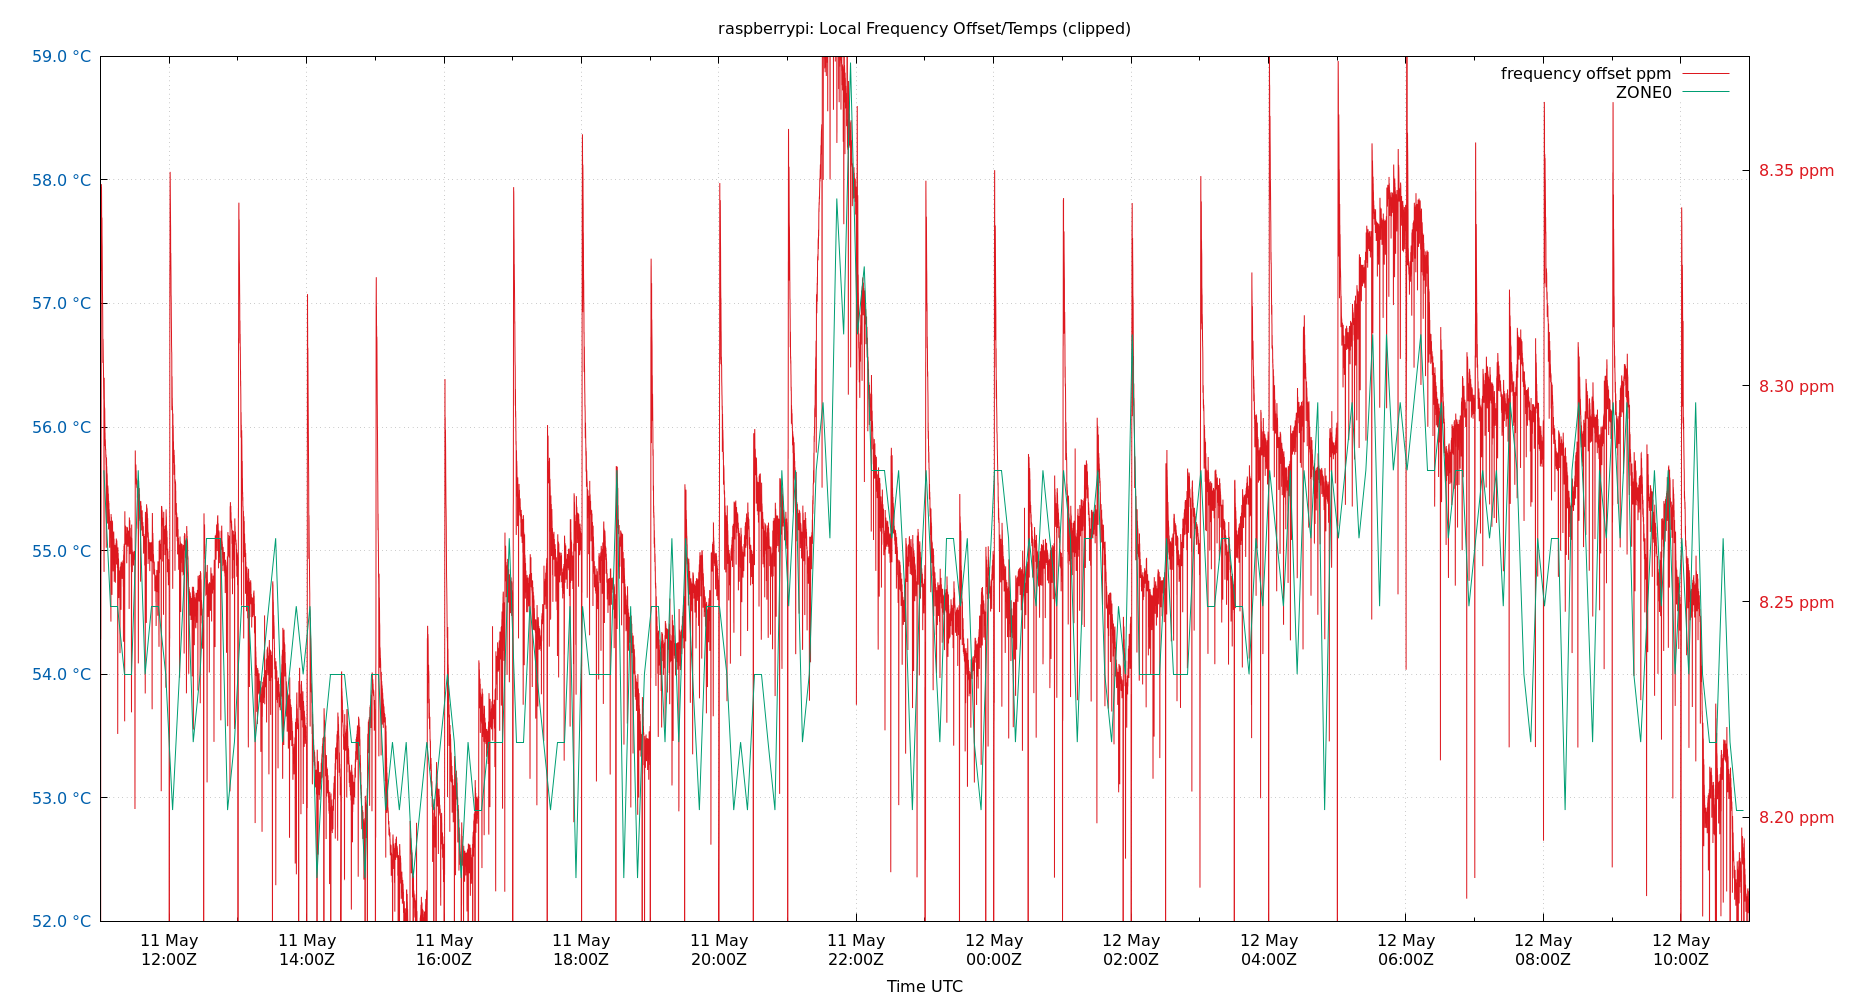 raspberrypi: Local Frequency Offset/Temps (clipped)
frequency offset ppm
ZONE0
59.0 °C
58.0 °C
57.0 °C
56.0 °C
55.0 °C
54.0 °C
53.0 °C
52.0 °C
8.35 ppm
8.30 ppm
8.25 ppm
8.20 ppm
11 May 11 May 11 May 11 May 11 May 11 May 12 May 12 May 12 May 12 May 12 May 12 May
12:00Z 14:00Z 16:00Z 18:00Z 20:00Z 22:00Z 00:00Z 02:00Z 04:00Z 06:00Z 08:00Z 10:00Z
Time UTC